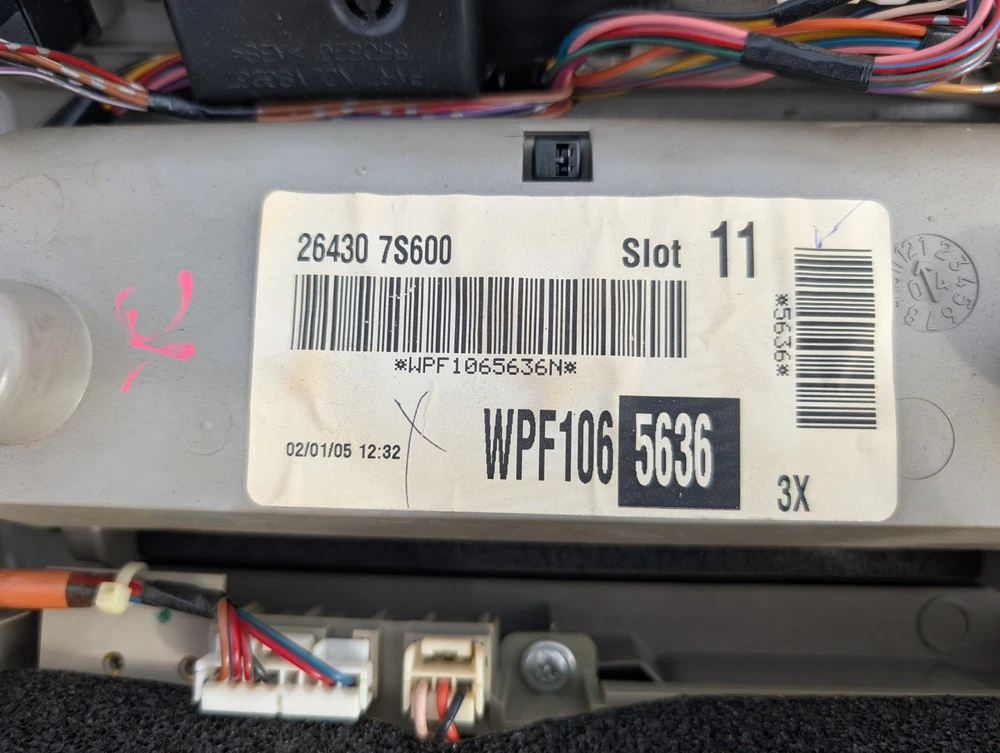 26430 7S600
Slot 11
*WPF1065636N*
*5636*
02/01/05 12:32
WPF106 5636
3X